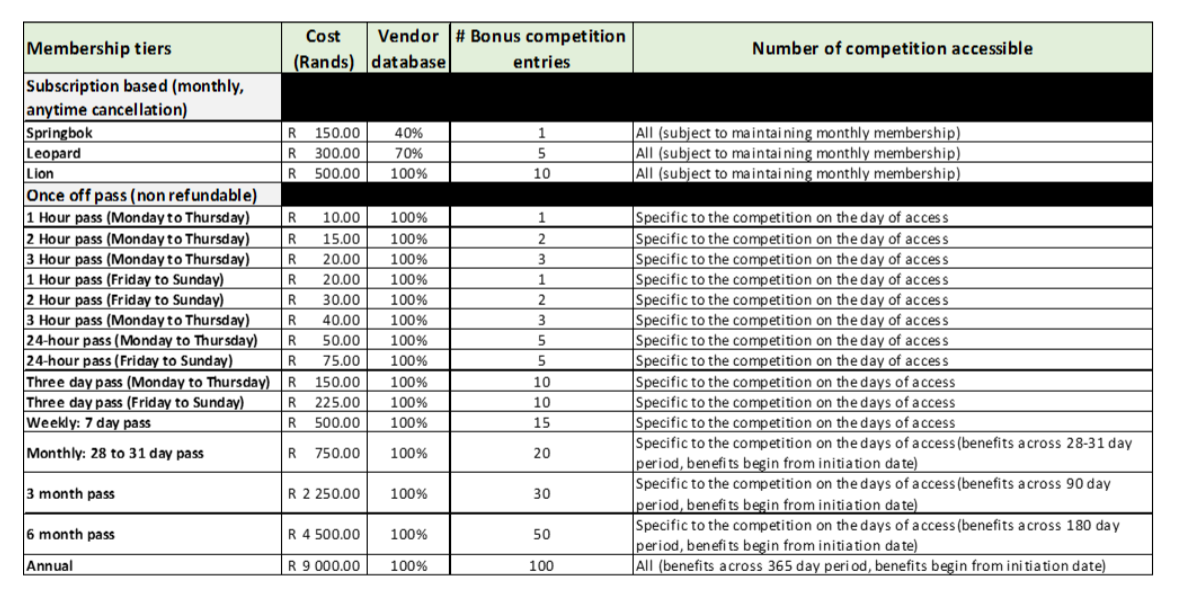 Membership tiers Cost (Rands) Vendor database # Bonus competition entries Number of competition accessible
Subscription based (monthly,
anytime cancellation)
Springbok R 150.00 40% 1 All (subject to maintaining monthly membership)
Leopard R 300.00 70% 5 All (subject to maintaining monthly membership)
Lion R 500.00 100% 10 All (subject to maintaining monthly membership)
Once off pass (non refundable)
1 Hour pass (Monday to Thursday) R 10.00 100% 1 Specific to the competition on the day of access
2 Hour pass (Monday to Thursday) R 15.00 100% 2 Specific to the competition on the day of access
3 Hour pass (Monday to Thursday) R 20.00 100% 3 Specific to the competition on the day of access
1 Hour pass (Friday to Sunday) R 20.00 100% 1 Specific to the competition on the day of access
2 Hour pass (Friday to Sunday) R 30.00 100% 2 Specific to the competition on the day of access
3 Hour pass (Monday to Thursday) R 40.00 100% 3 Specific to the competition on the day of access
24-hour pass (Monday to Thursday) R 50.00 100% 5 Specific to the competition on the day of access
24-hour pass (Friday to Sunday) R 75.00 100% 5 Specific to the competition on the day of access
Three day pass (Monday to Thursday) R 150.00 100% 10 Specific to the competition on the days of access
Three day pass (Friday to Sunday) R 225.00 100% 10 Specific to the competition on the days of access
Weekly: 7 day pass R 500.00 100% 15 Specific to the competition on the days of access
Monthly: 28 to 31 day pass R 750.00 100% 20 Specific to the competition on the days of access (benefits across 28-31 day
period, benefits begin from initiation date)
3 month pass R 2 250.00 100% 30 Specific to the competition on the days of access (benefits across 90 day
period, benefits begin from initiation date)
6 month pass R 4 500.00 100% 50 Specific to the competition on the days of access (benefits across 180 day
period, benefits begin from initiation date)
Annual R 9 000.00 100% 100 All (benefits across 365 day period, benefits begin from initiation date)